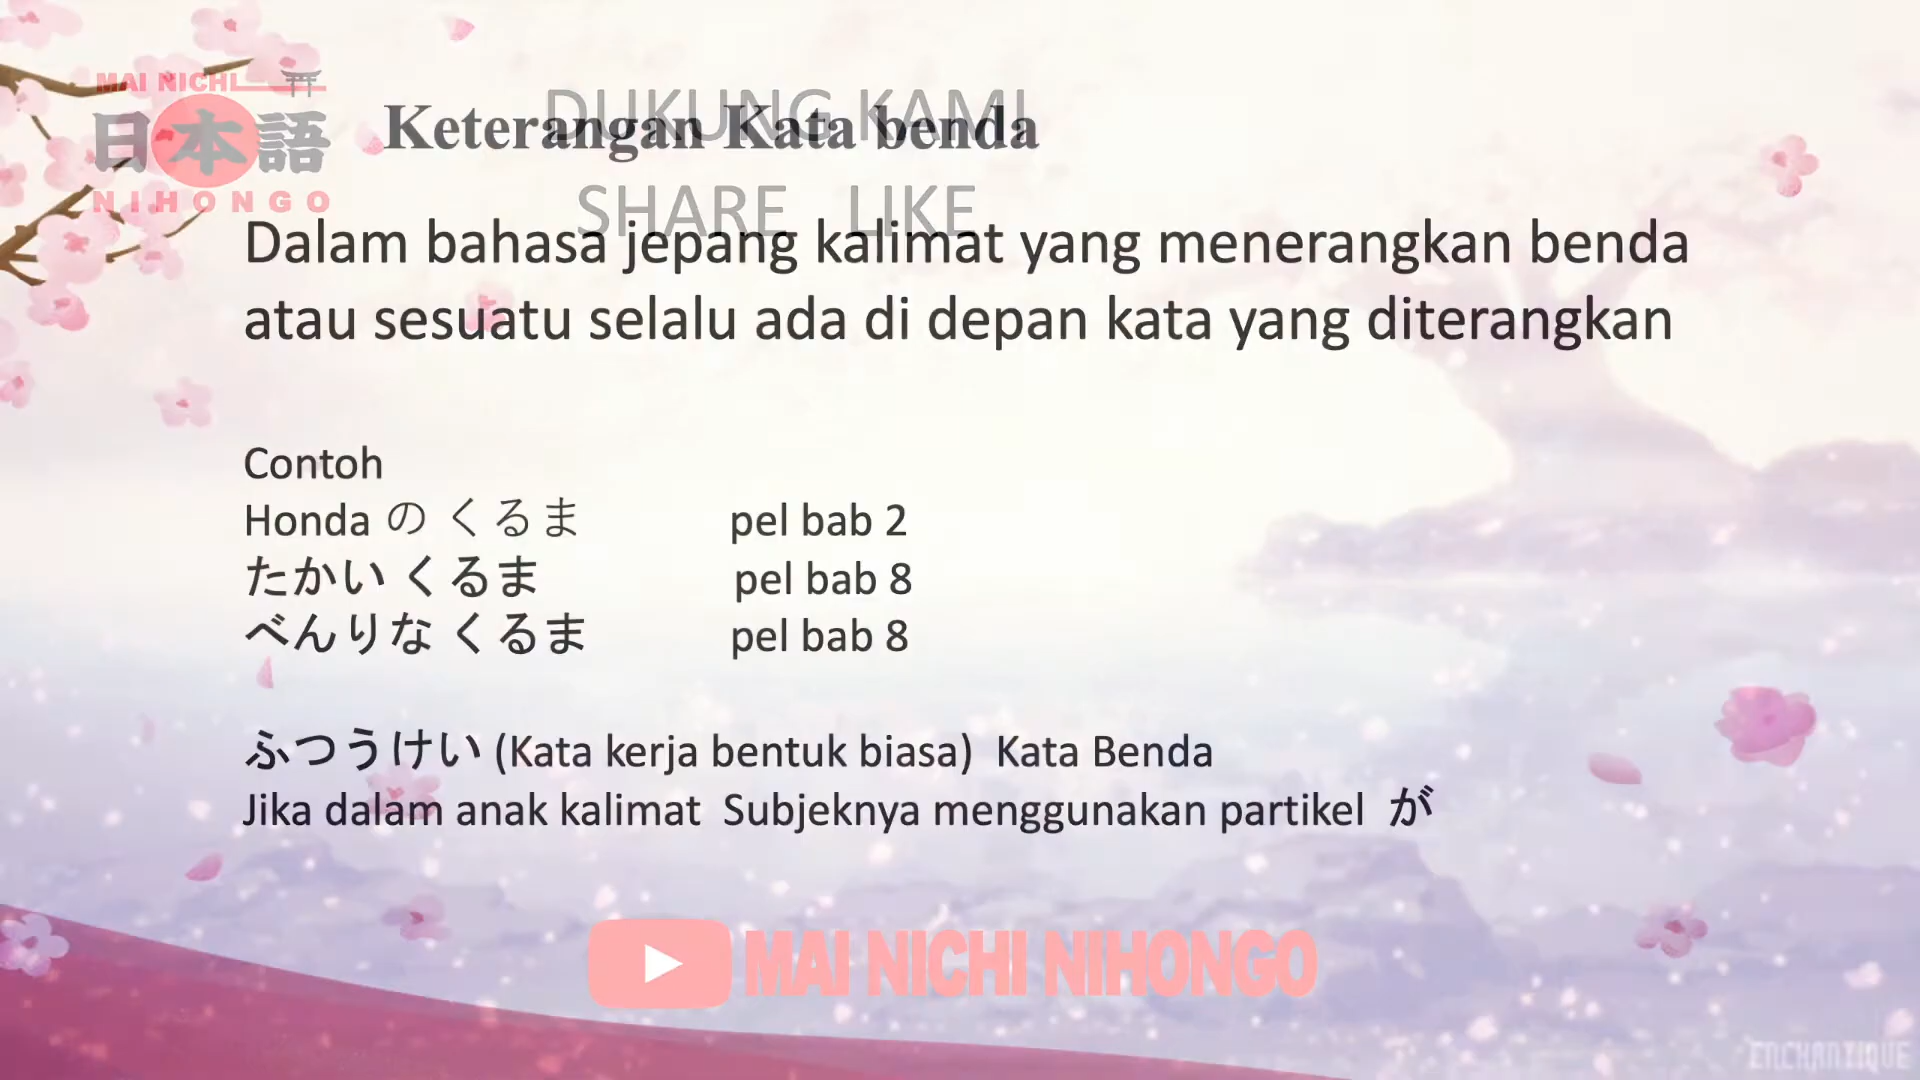 MAI NICHI
日本語
NIHONGO
DUKUNG KAMI
Keterangan Kata benda
SHARE LIKE
Dalam bahasa jepang kalimat yang menerangkan benda
atau sesuatu selalu ada di depan kata yang diterangkan
Contoh
Honda の くるま pel bab 2
たかい くるま pel bab 8
べんりな くるま pel bab 8
ふつうけい (Kata kerja bentuk biasa) Kata Benda
Jika dalam anak kalimat Subjeknya menggunakan partikel が
MAI NICHI NIHONGO
ENCHANTIQUE